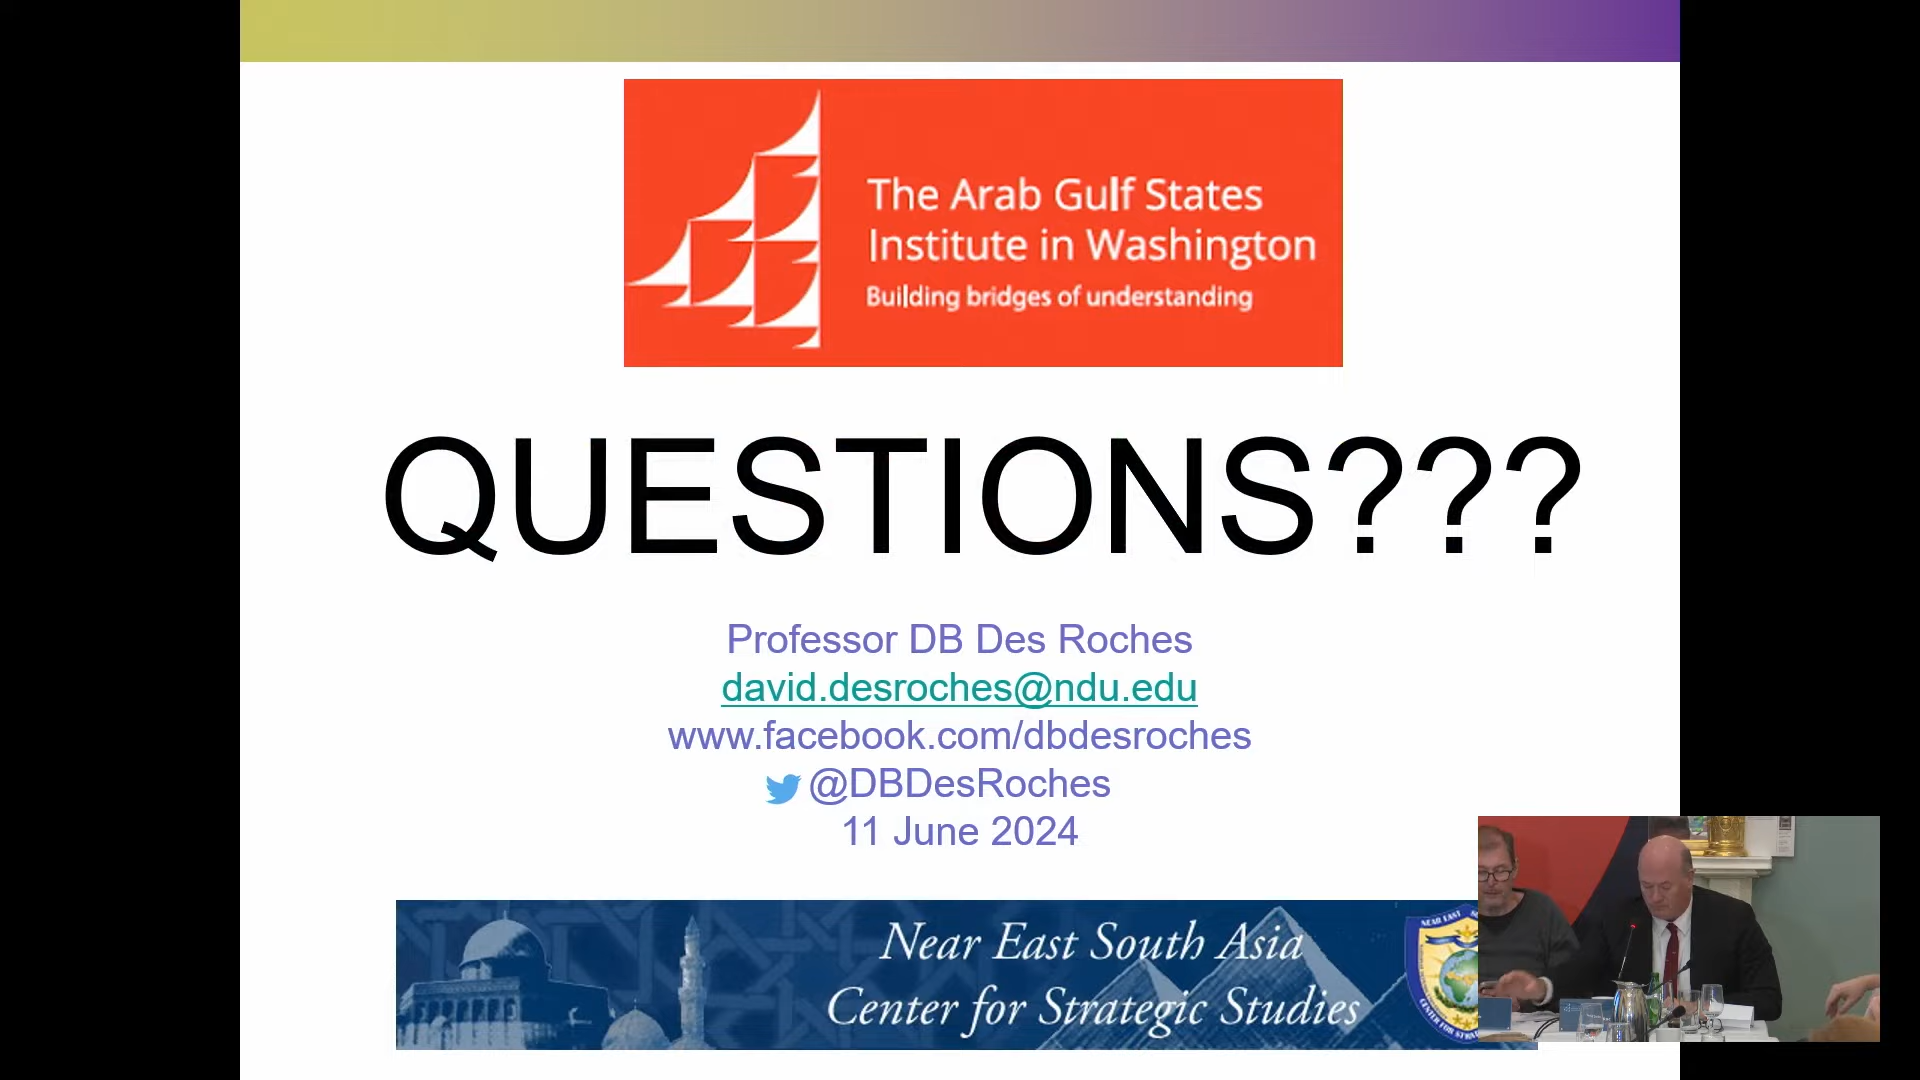 The Arab Gulf States
Institute in Washington
Building bridges of understanding
QUESTIONS???
Professor DB Des Roches
david.desroches@ndu.edu
www.facebook.com/dbdesroches
@DBDesRoches
11 June 2024
Near East South Asia
Center for Strategic Studies